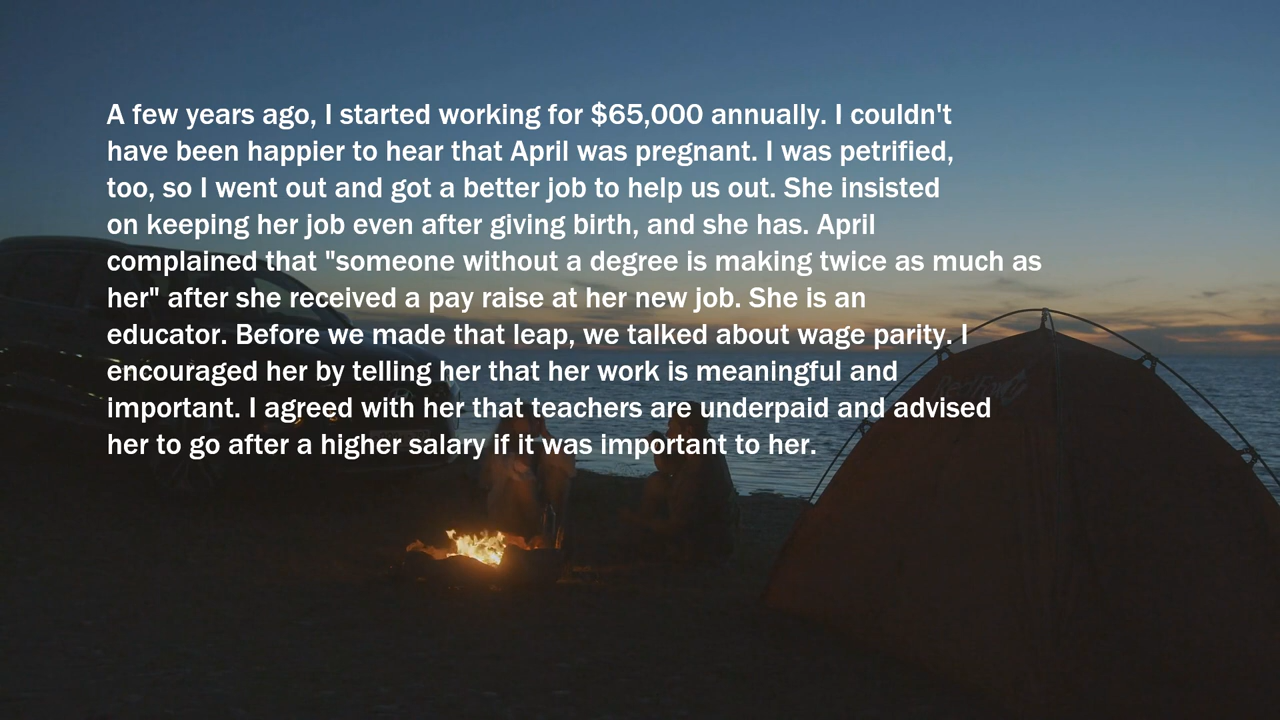 A few years ago, I started working for $65,000 annually. I couldn't
have been happier to hear that April was pregnant. I was petrified,
too, so I went out and got a better job to help us out. She insisted
on keeping her job even after giving birth, and she has. April
complained that "someone without a degree is making twice as much as
her" after she received a pay raise at her new job. She is an
educator. Before we made that leap, we talked about wage parity. I
encouraged her by telling her that her work is meaningful and
important. I agreed with her that teachers are underpaid and advised
her to go after a higher salary if it was important to her.